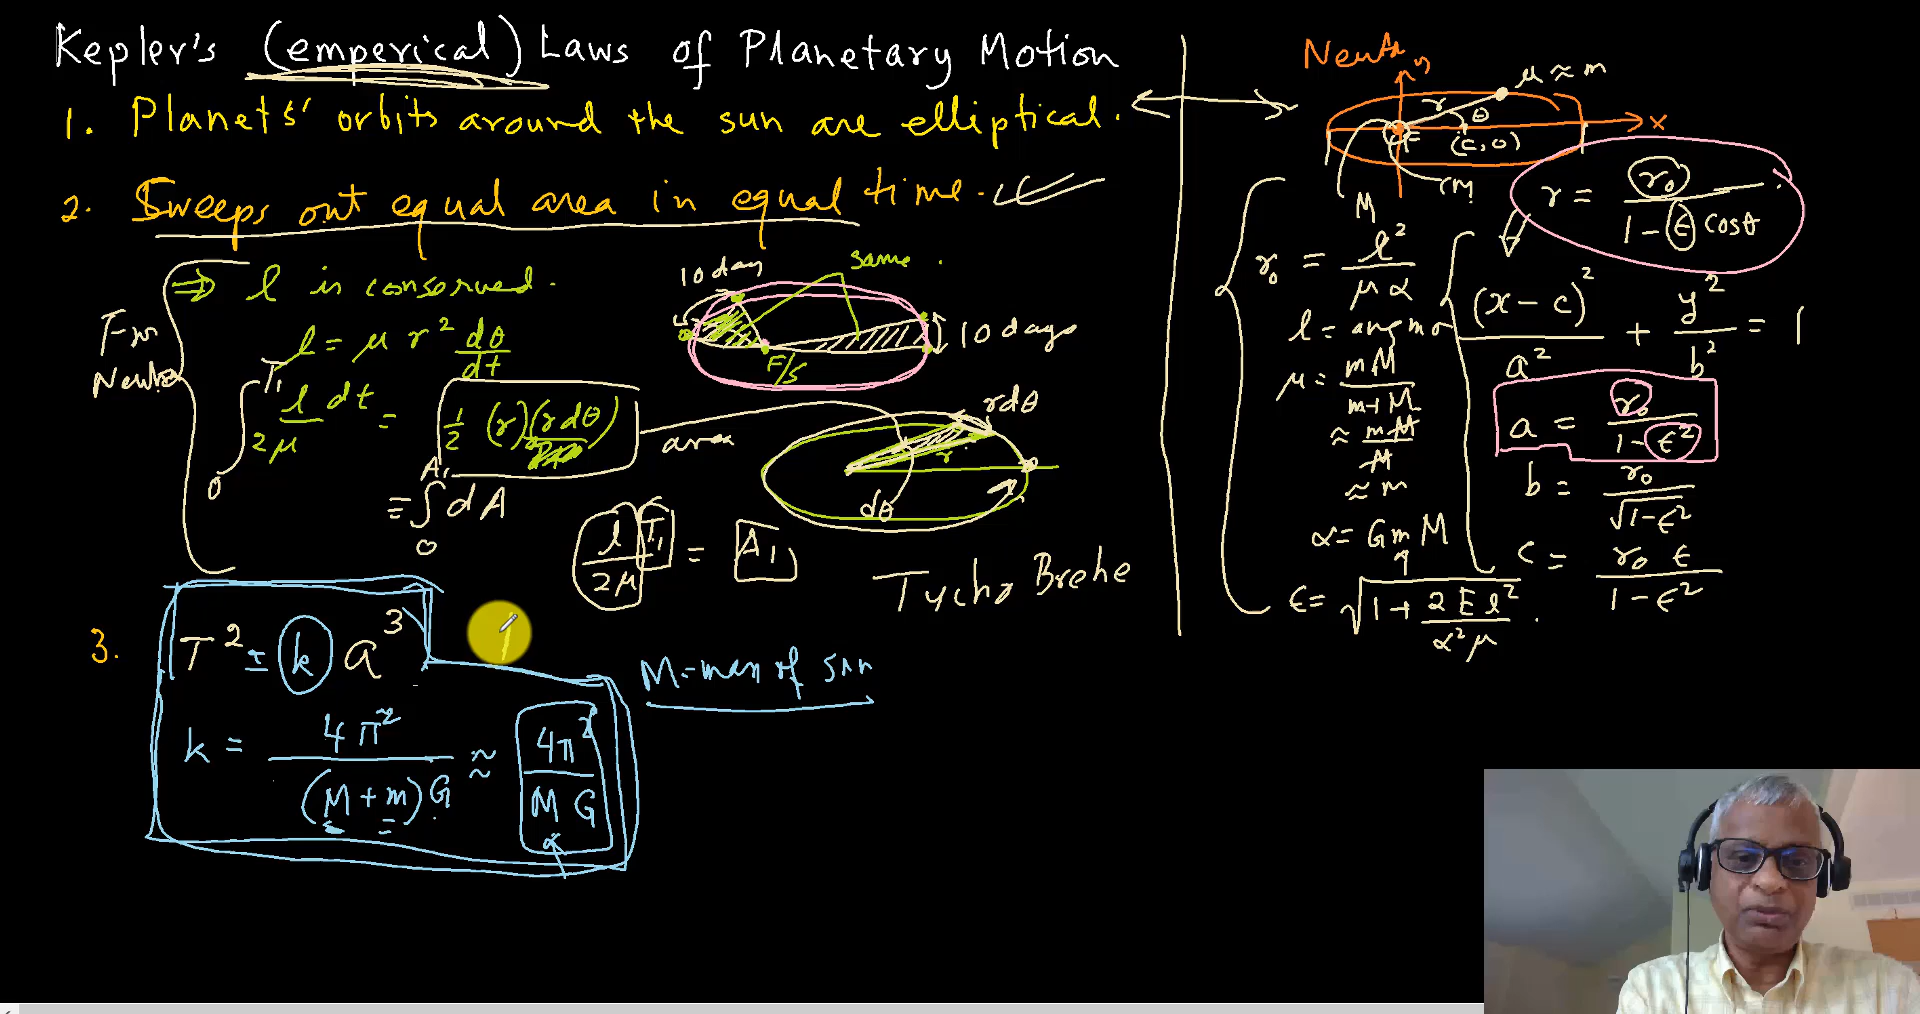 Kepler's (emperical) Laws of Planetary Motion
1. Planets' orbits around the sun are elliptical.
2. Sweeps out equal area in equal time.
⇒ l is conserved.
From
Newton
l = μ r² dθ/dt
T₁
l/2μ dt = 1/2 (r)(r dθ)
0
area
A₁
= ∫ dA
0
l/2μ T₁ = A₁
10 day
same.
10 days
F/S
rdθ
r
dθ
Tycho Brehe
3. T² = k a³
k = 4π²/(M+m)G ≈ 4π²/MG
M = mass of sun
Newton
y
μ ≈ m
r
θ
x
F
(c,0)
M
cm
r = r₀/(1 - ε cosθ)
r₀ = l²/μα
l = ang mo
μ = mM/(m+M)
≈ mM/M
≈ m
α = GmM
ε = √(1 + 2El²/α²μ).
(x-c)²/a² + y²/b² = 1
a = r₀/(1-ε²)
b = r₀/√(1-ε²)
c = r₀ ε/(1-ε²)